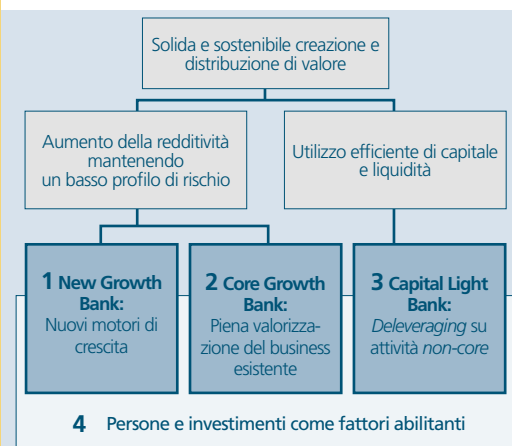 Solida e sostenibile creazione e
distribuzione di valore
Aumento della redditività
mantenendo
un basso profilo di rischio
Utilizzo efficiente di capitale
e liquidità
1 New Growth
Bank:
Nuovi motori di
crescita
2 Core Growth
Bank:
Piena valorizza-
zione del business
esistente
3 Capital Light
Bank:
Deleveraging su
attività non-core
4 Persone e investimenti come fattori abilitanti